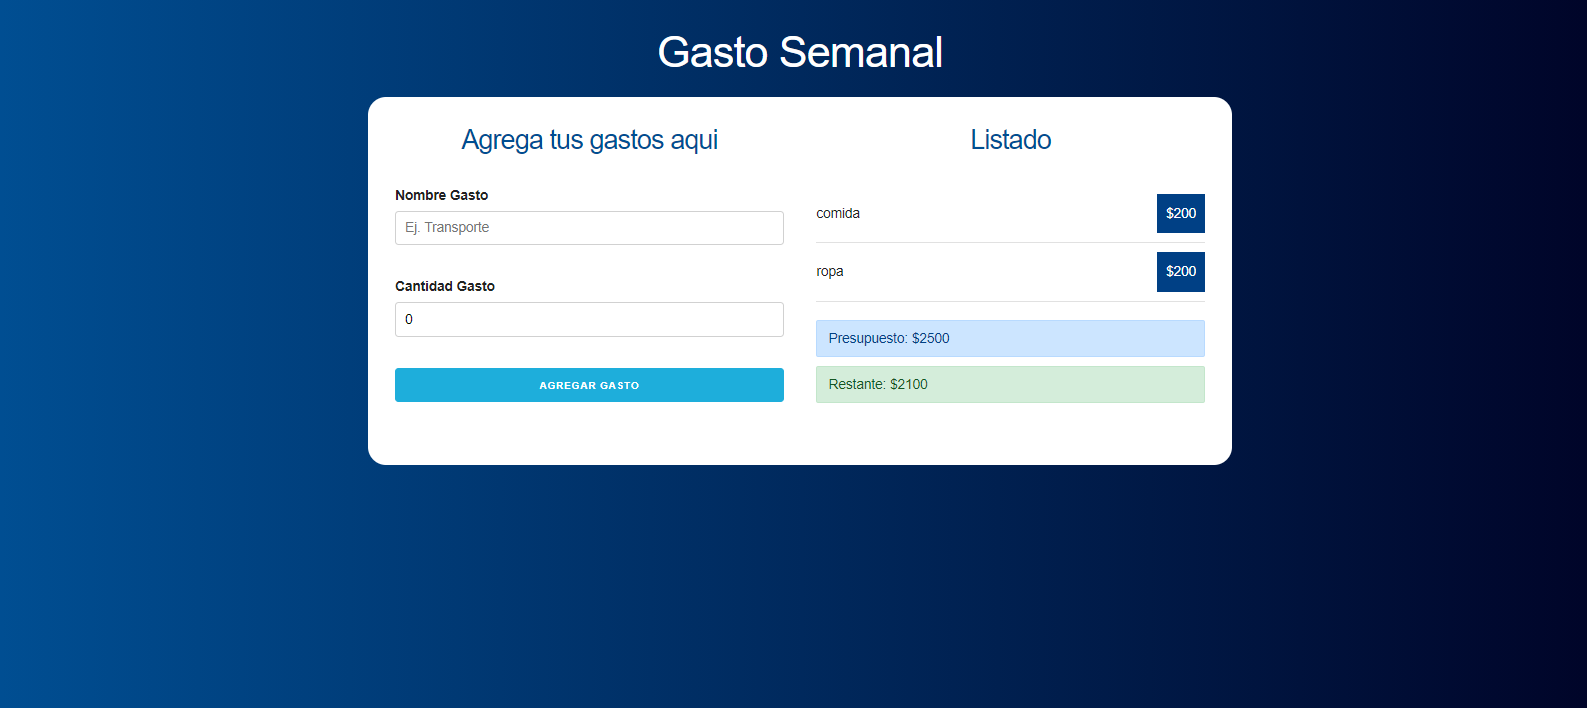 Gasto Semanal
Agrega tus gastos aqui
Nombre Gasto
Ej. Transporte
Cantidad Gasto
0
AGREGAR GASTO
Listado
comida $200
ropa $200
Presupuesto: $2500
Restante: $2100